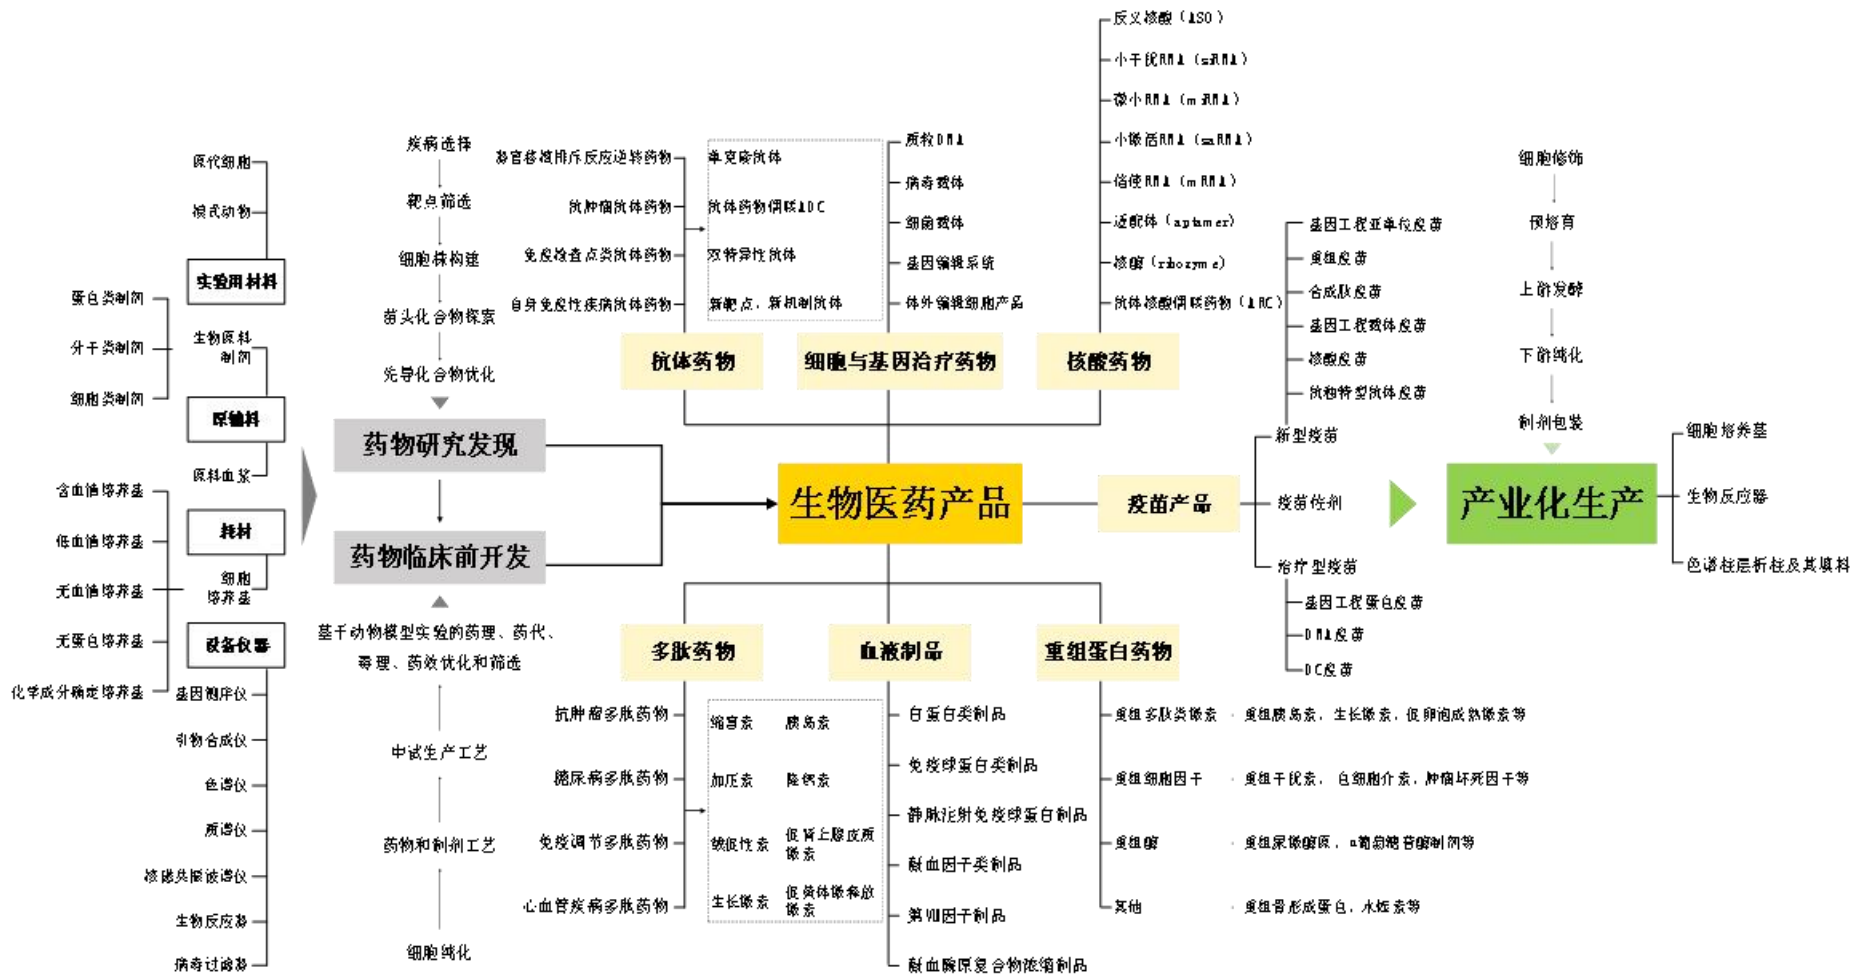 原代细胞
模式动物
实验用材料
蛋白类制剂
分子类制剂
细胞类制剂
生物原料
制剂
原辅料
原料血浆
含血清培养基
低血清培养基
无血清培养基
无蛋白培养基
化学成分确定培养基
耗材
细胞
培养基
设备仪器
基因测序仪
引物合成仪
色谱仪
质谱仪
核磁共振波谱仪
生物反应器
病毒过滤器
疾病选择
靶点筛选
细胞株构建
苗头化合物探索
先导化合物优化
药物研究发现
药物临床前开发
基于动物模型实验的药理、药代、
毒理、药效优化和筛选
中试生产工艺
药物和制剂工艺
细胞纯化
器官移植排斥反应逆转药物
抗肿瘤抗体药物
免疫检查点类抗体药物
自身免疫性疾病抗体药物
单克隆抗体
抗体药物偶联ADC
双特异性抗体
新靶点、新机制抗体
抗体药物
质粒DNA
病毒载体
细菌载体
基因编辑系统
体外编辑细胞产品
细胞与基因治疗药物
反义核酸（ASO）
小干扰RNA（siRNA）
微小RNA（miRNA）
小激活RNA（saRNA）
信使RNA（mRNA）
适配体（aptamer）
核酶（ribozyme）
抗体核酸偶联药物（ARC）
核酸药物
生物医药产品
多肽药物
抗肿瘤多肽药物
糖尿病多肽药物
免疫调节多肽药物
心血管疾病多肽药物
缩宫素
胰岛素
加压素
降钙素
缓促性素
促肾上腺皮质
激素
生长激素
促黄体激释放
激素
血液制品
白蛋白类制品
免疫球蛋白类制品
静脉注射免疫球蛋白制品
凝血因子类制品
第VIII因子制品
凝血酶原复合物浓缩制品
重组蛋白药物
重组多肽类激素
重组胰岛素、生长激素、促卵泡成熟激素等
重组细胞因子
重组干扰素、白细胞介素、肿瘤坏死因子等
重组酶
重组尿激酶原、α葡萄糖苷酶制剂等
其他
重组骨形成蛋白、水蛭素等
疫苗产品
基因工程亚单位疫苗
重组疫苗
合成肽疫苗
基因工程载体疫苗
核酸疫苗
抗独特型抗体疫苗
新型疫苗
疫苗佐剂
治疗型疫苗
基因工程蛋白疫苗
DNA疫苗
DC疫苗
细胞修饰
预培育
上游发酵
下游纯化
制剂包装
产业化生产
细胞培养基
生物反应器
色谱柱层析柱及其填料